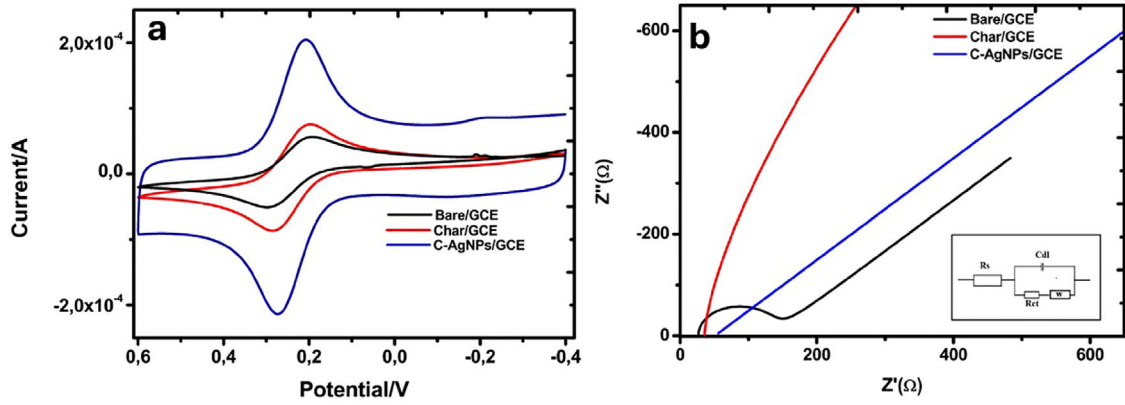 a
2,0x10⁻⁴
0,0
-2,0x10⁻⁴
Current/A
Bare/GCE
Char/GCE
C-AgNPs/GCE
0,6 0,4 0,2 0,0 -0,2 -0,4
Potential/V
b
-600
-400
-200
0
Z''(Ω)
Bare/GCE
Char/GCE
C-AgNPs/GCE
Cdl
Rs
Rct W
0 200 400 600
Z'(Ω)